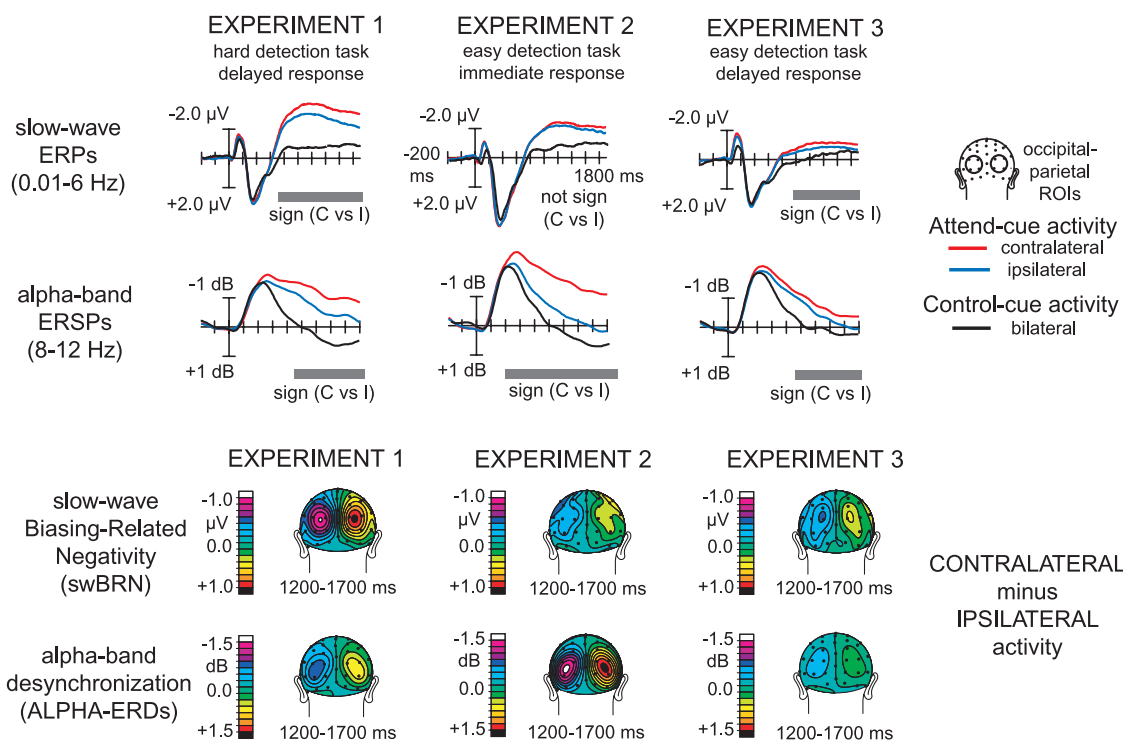 EXPERIMENT 1
hard detection task
delayed response
EXPERIMENT 2
easy detection task
immediate response
EXPERIMENT 3
easy detection task
delayed response
slow-wave
ERPs
(0.01-6 Hz)
-2.0 µV
+2.0 µV
sign (C vs I)
-2.0 µV
-200
ms
1800 ms
+2.0 µV
not sign
(C vs I)
-2.0 µV
+2.0 µV
sign (C vs I)
occipital-
parietal
ROIs
Attend-cue activity
contralateral
ipsilateral
Control-cue activity
bilateral
alpha-band
ERSPs
(8-12 Hz)
-1 dB
+1 dB
sign (C vs I)
-1 dB
+1 dB
sign (C vs I)
-1 dB
+1 dB
sign (C vs I)
EXPERIMENT 1
EXPERIMENT 2
EXPERIMENT 3
slow-wave
Biasing-Related
Negativity
(swBRN)
-1.0
µV
0.0
+1.0
1200-1700 ms
-1.0
µV
0.0
+1.0
1200-1700 ms
-1.0
µV
0.0
+1.0
1200-1700 ms
CONTRALATERAL
minus
IPSILATERAL
activity
alpha-band
desynchronization
(ALPHA-ERDs)
-1.5
dB
0.0
+1.5
1200-1700 ms
-1.5
dB
0.0
+1.5
1200-1700 ms
-1.5
dB
0.0
+1.5
1200-1700 ms